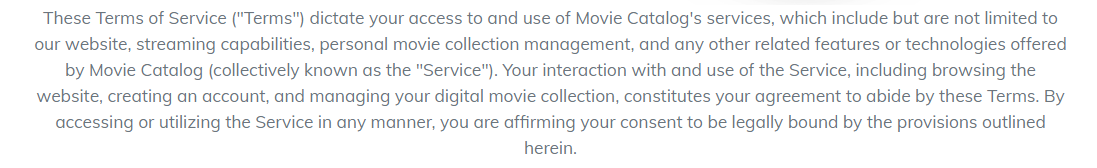 These Terms of Service ("Terms") dictate your access to and use of Movie Catalog's services, which include but are not limited to
our website, streaming capabilities, personal movie collection management, and any other related features or technologies offered
by Movie Catalog (collectively known as the "Service"). Your interaction with and use of the Service, including browsing the
website, creating an account, and managing your digital movie collection, constitutes your agreement to abide by these Terms. By
accessing or utilizing the Service in any manner, you are affirming your consent to be legally bound by the provisions outlined
herein.